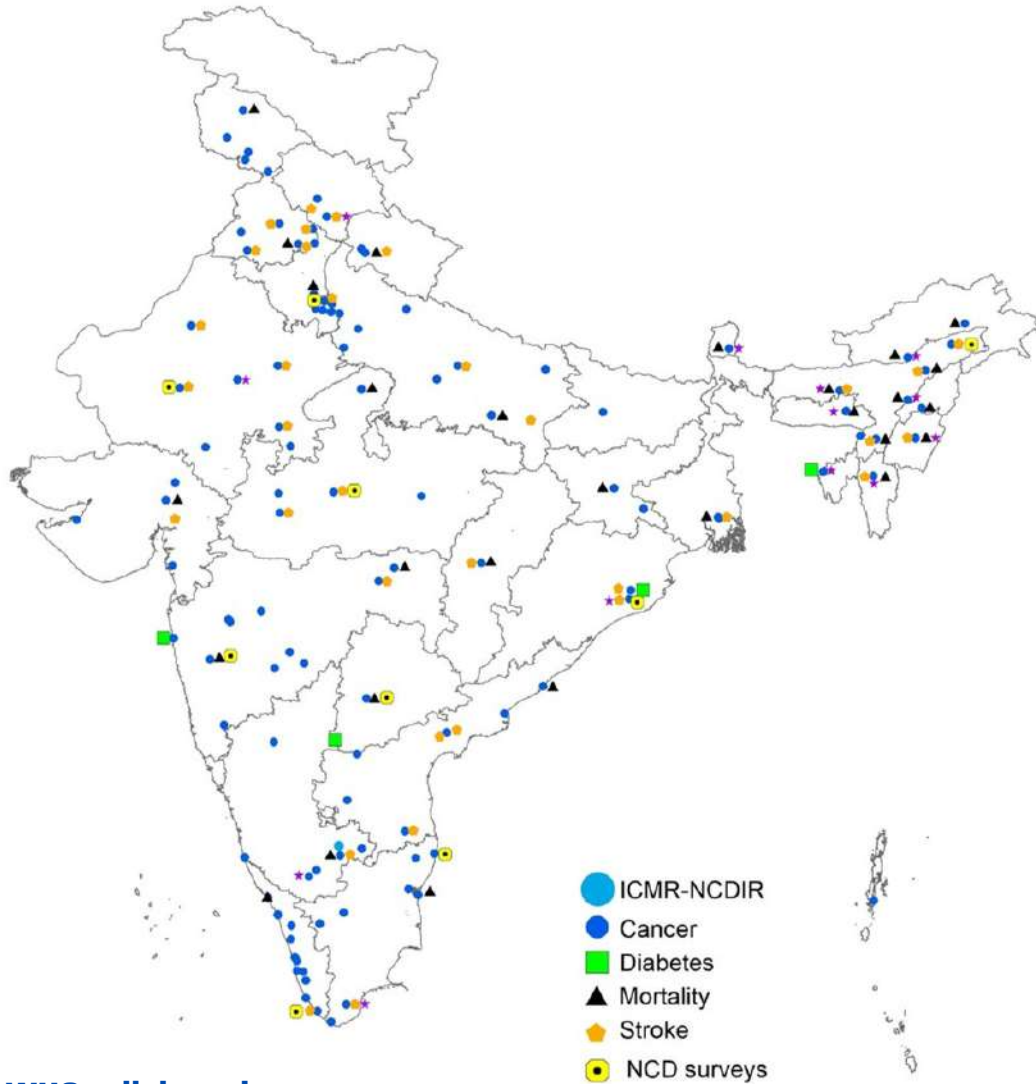 ICMR-NCDIR
Cancer
Diabetes
Mortality
Stroke
NCD surveys